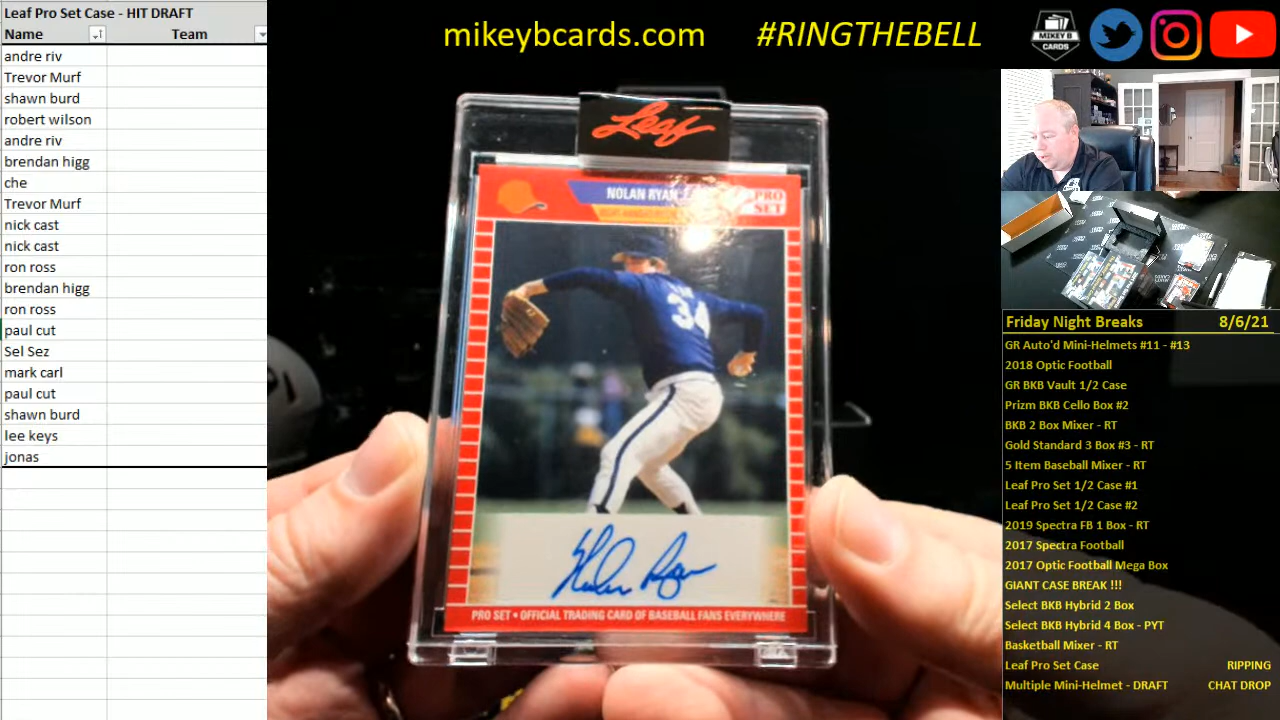 Leaf Pro Set Case - HIT DRAFT
Name Team
andre riv
Trevor Murf
shawn burd
robert wilson
andre riv
brendan higg
che
Trevor Murf
nick cast
nick cast
ron ross
brendan higg
ron ross
paul cut
Sel Sez
mark carl
paul cut
shawn burd
lee keys
jonas
mikeybcards.com #RINGTHEBELL
MIKEY B
CARDS
Leaf
NOLAN RYAN
PRO
SET
34
Nolan Ryan
PRO SET • OFFICIAL TRADING CARD OF BASEBALL FANS EVERYWHERE
Friday Night Breaks 8/6/21
GR Auto'd Mini-Helmets #11 - #13
2018 Optic Football
GR BKB Vault 1/2 Case
Prizm BKB Cello Box #2
BKB 2 Box Mixer - RT
Gold Standard 3 Box #3 - RT
5 Item Baseball Mixer - RT
Leaf Pro Set 1/2 Case #1
Leaf Pro Set 1/2 Case #2
2019 Spectra FB 1 Box - RT
2017 Spectra Football
2017 Optic Football Mega Box
GIANT CASE BREAK !!!
Select BKB Hybrid 2 Box
Select BKB Hybrid 4 Box - PYT
Basketball Mixer - RT
Leaf Pro Set Case RIPPING
Multiple Mini-Helmet - DRAFT CHAT DROP